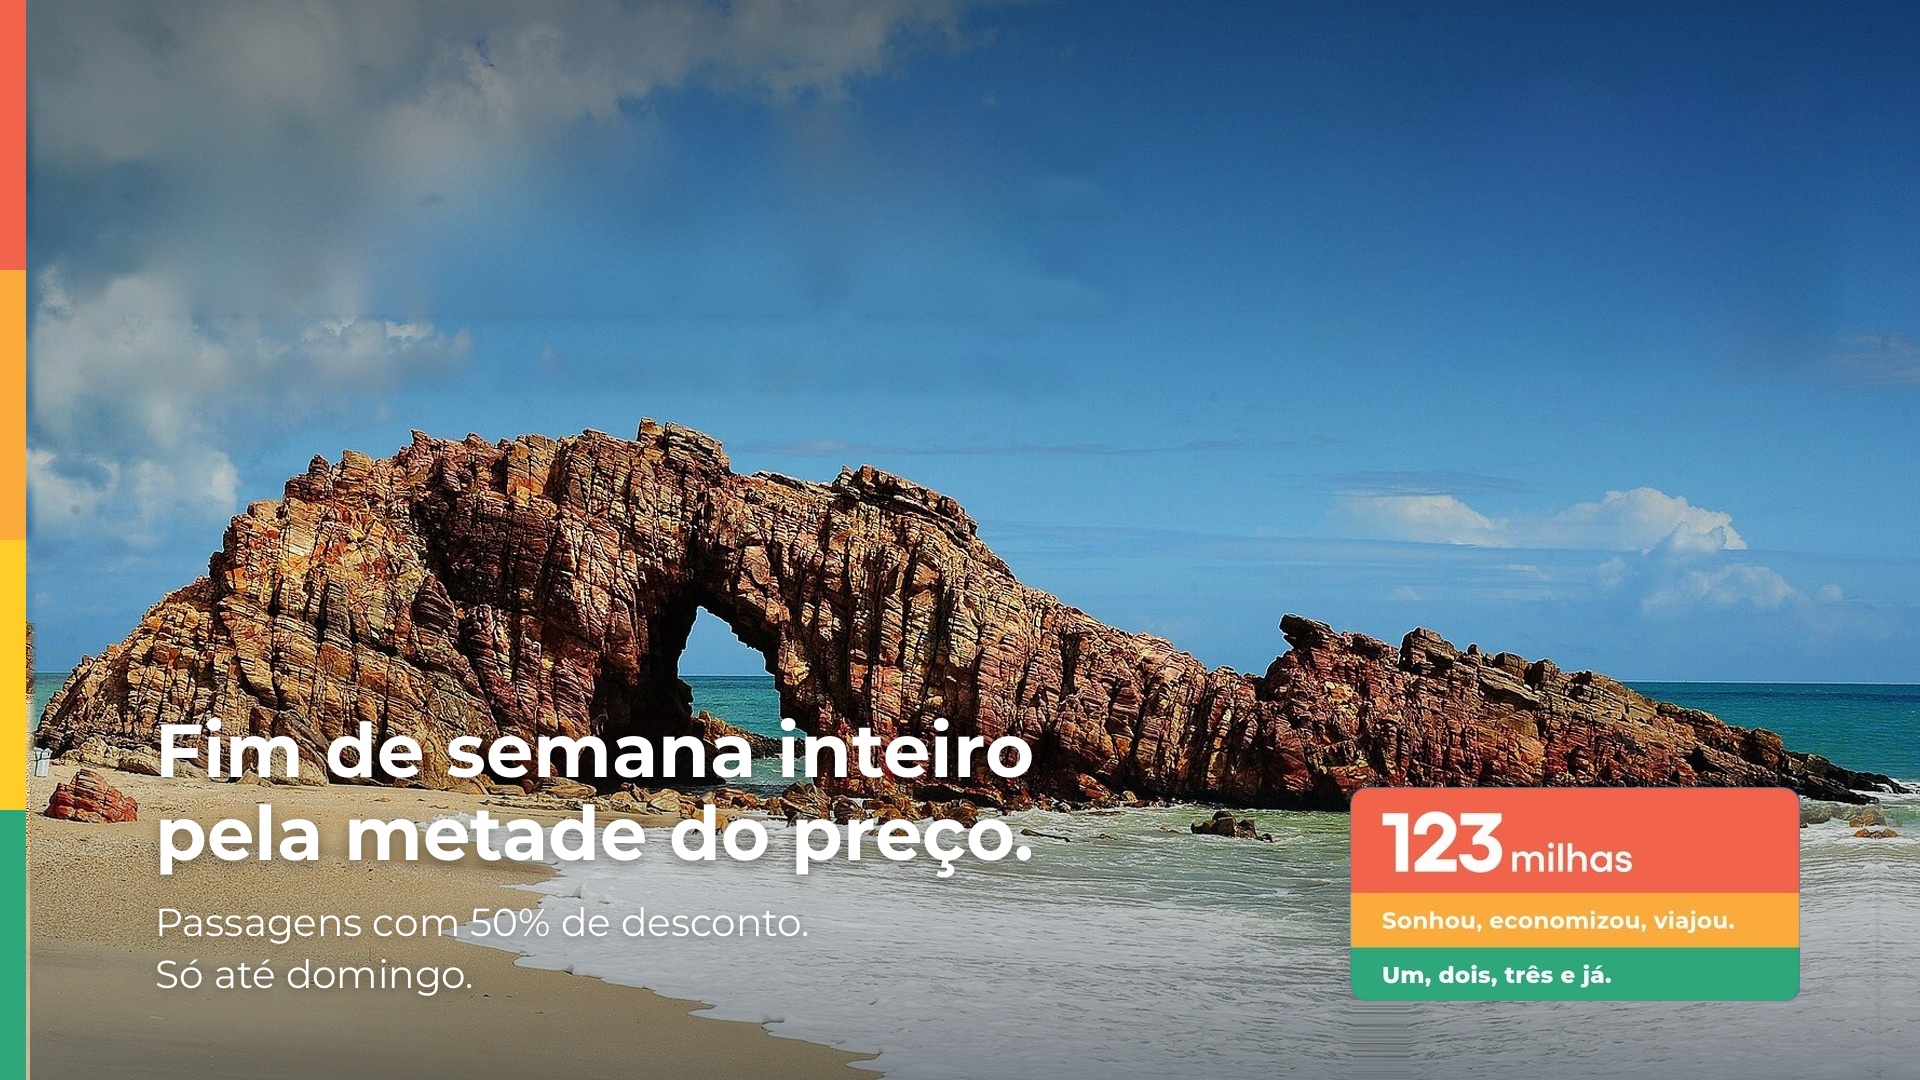 Fim de semana inteiro
pela metade do preço.
Passagens com 50% de desconto.
Só até domingo.
123 milhas
Sonhou, economizou, viajou.
Um, dois, três e já.